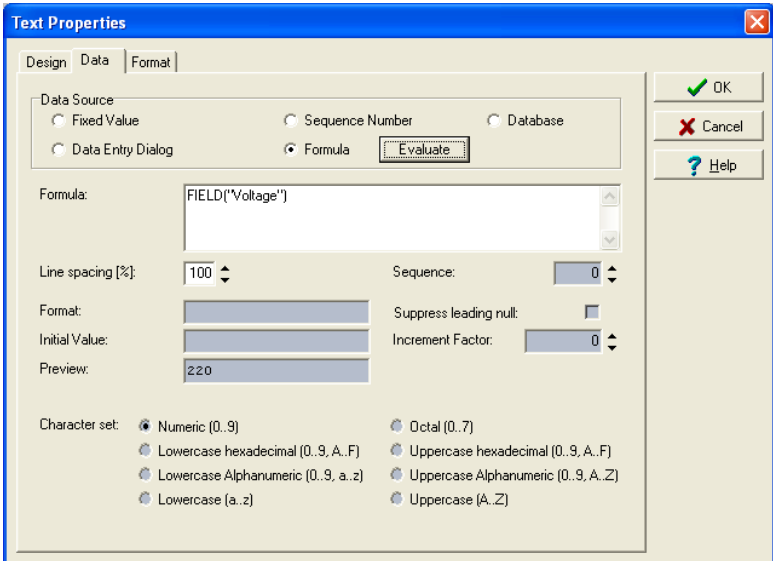 Text Properties
Design Data Format
OK
Cancel
Help
Data Source
Fixed Value Sequence Number Database
Data Entry Dialog Formula Evaluate
Formula: FIELD("Voltage")
Line spacing [%]: 100 Sequence: 0
Format: Suppress leading null:
Initial Value: Increment Factor: 0
Preview: 220
Character set: Numeric (0..9) Octal (0..7)
Lowercase hexadecimal (0..9, A..F) Uppercase hexadecimal (0..9, A..F)
Lowercase Alphanumeric (0..9, a..z) Uppercase Alphanumeric (0..9, A..Z)
Lowercase (a..z) Uppercase (A..Z)